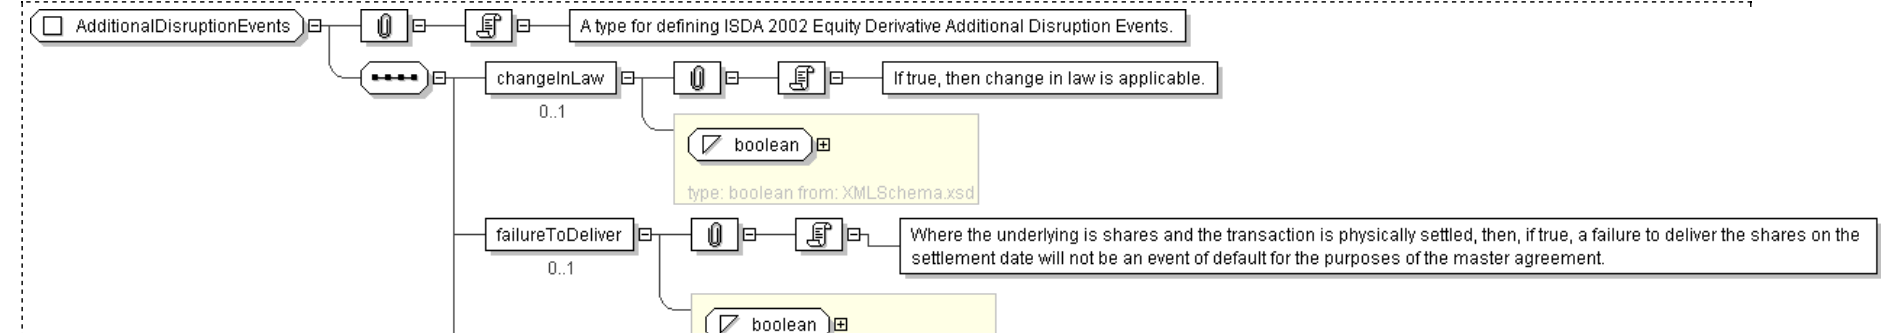 AdditionalDisruptionEvents
A type for defining ISDA 2002 Equity Derivative Additional Disruption Events.
changeInLaw
If true, then change in law is applicable.
0..1
boolean
type: boolean from: XMLSchema.xsd
failureToDeliver
Where the underlying is shares and the transaction is physically settled, then, if true, a failure to deliver the shares on the
settlement date will not be an event of default for the purposes of the master agreement.
0..1
boolean